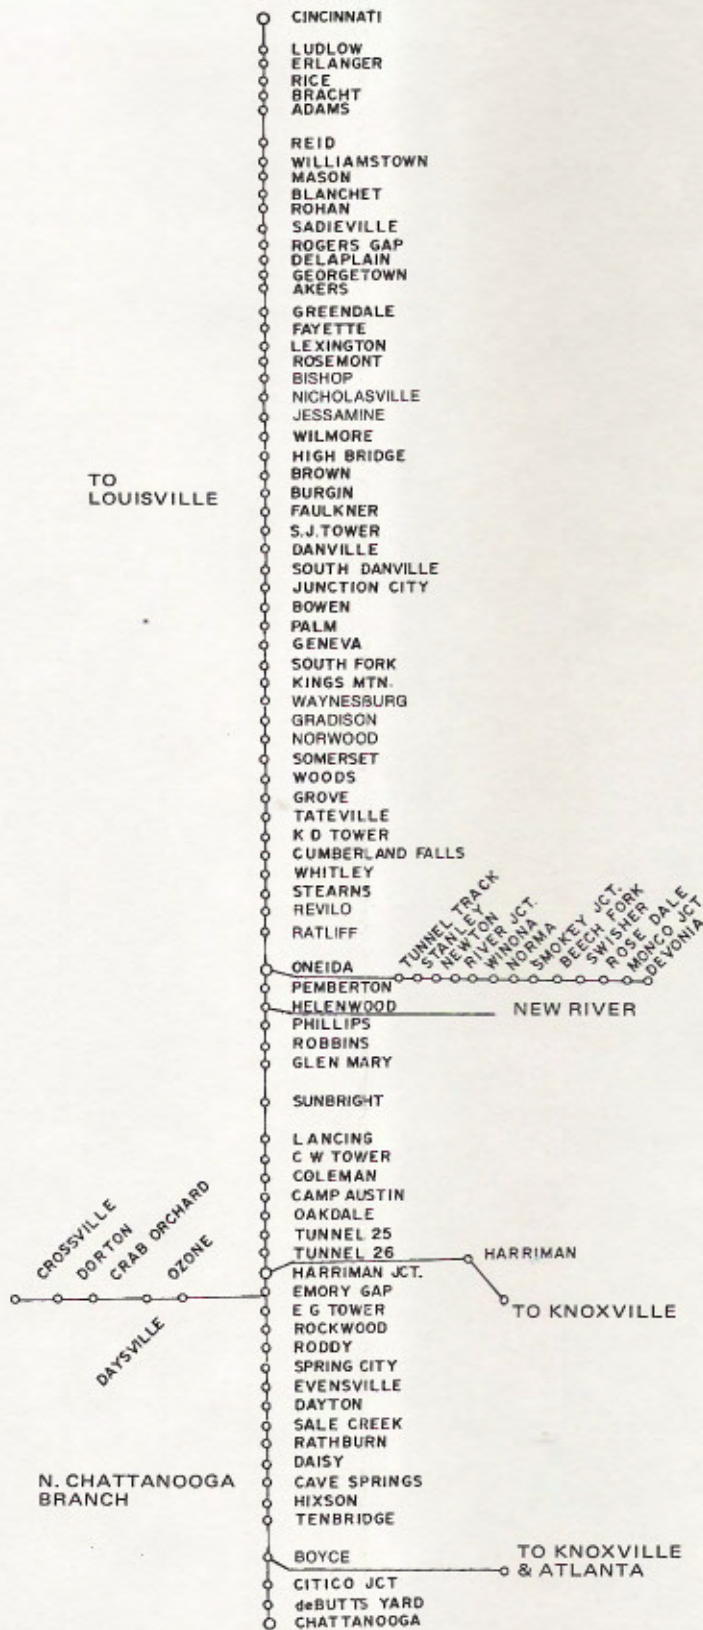 CINCINNATI
LUDLOW
ERLANGER
RICE
BRACHT
ADAMS
REID
WILLIAMSTOWN
MASON
BLANCHET
ROHAN
SADIEVILLE
ROGERS GAP
DELAPLAIN
GEORGETOWN
AKERS
GREENDALE
FAYETTE
LEXINGTON
ROSEMONT
BISHOP
NICHOLASVILLE
JESSAMINE
WILMORE
HIGH BRIDGE
TO
LOUISVILLE
BROWN
BURGIN
FAULKNER
S.J. TOWER
DANVILLE
SOUTH DANVILLE
JUNCTION CITY
BOWEN
PALM
GENEVA
SOUTH FORK
KINGS MTN.
WAYNESBURG
GRADISON
NORWOOD
SOMERSET
WOODS
GROVE
TATEVILLE
K D TOWER
CUMBERLAND FALLS
WHITLEY
STEARNS
REVILO
RATLIFF
ONEIDA
TUNNEL TRACK
STANLEY
NEWTON
RIVER JCT.
WINONA
NORMA
SMOKEY JCT.
BEECH FORK
SWISHER
ROSE DALE
MONCO JCT
DEVONIA
PEMBERTON
HELENWOOD
NEW RIVER
PHILLIPS
ROBBINS
GLEN MARY
SUNBRIGHT
LANCING
C W TOWER
COLEMAN
CAMP AUSTIN
OAKDALE
TUNNEL 25
TUNNEL 26
HARRIMAN
HARRIMAN JCT.
TO KNOXVILLE
CROSSVILLE
DORTON
CRAB ORCHARD
OZONE
DAYSVILLE
EMORY GAP
E G TOWER
ROCKWOOD
RODDY
SPRING CITY
EVENSVILLE
DAYTON
SALE CREEK
RATHBURN
DAISY
N. CHATTANOOGA
BRANCH
CAVE SPRINGS
HIXSON
TENBRIDGE
BOYCE
TO KNOXVILLE
& ATLANTA
CITICO JCT
deBUTTS YARD
CHATTANOOGA